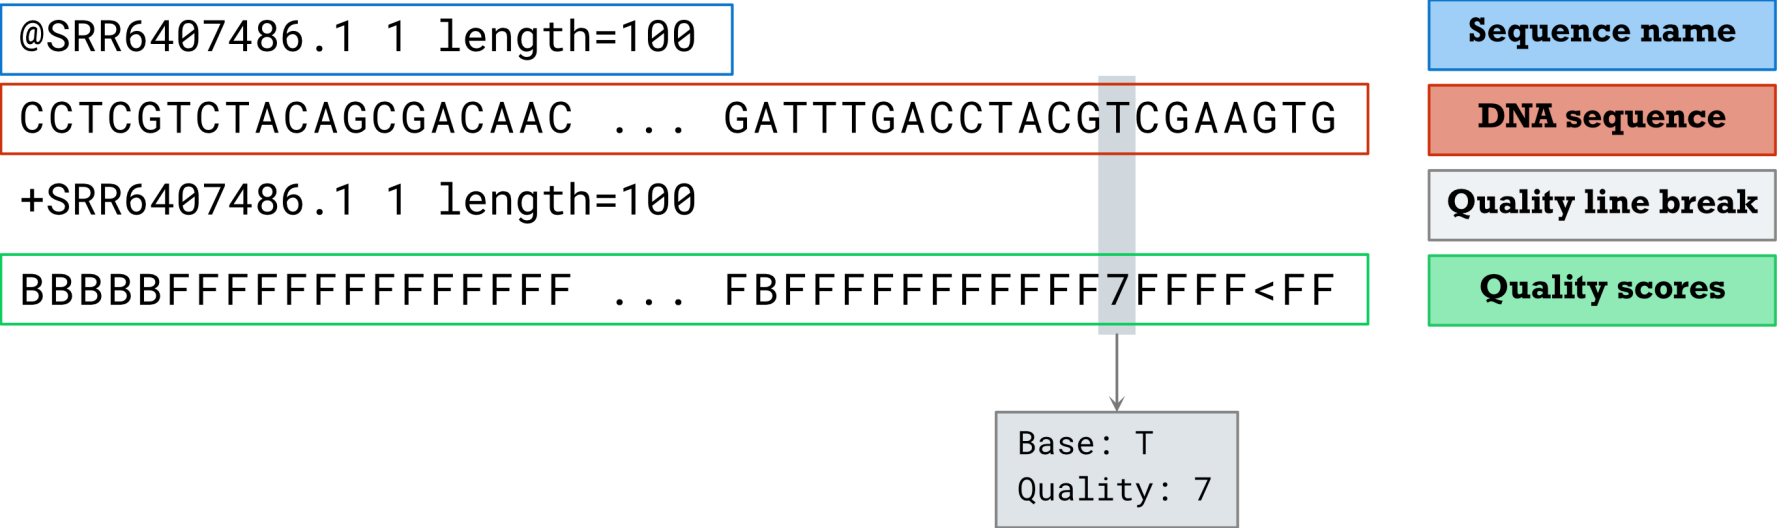 @SRR6407486.1 1 length=100
Sequence name
CCTCGTCTACAGCGACAAC ... GATTTGACCTACGTCGAAGTG
DNA sequence
+SRR6407486.1 1 length=100
Quality line break
BBBBBFFFFFFFFFFFFFF ... FBFFFFFFFFFFF7FFFF<FF
Quality scores
Base: T
Quality: 7